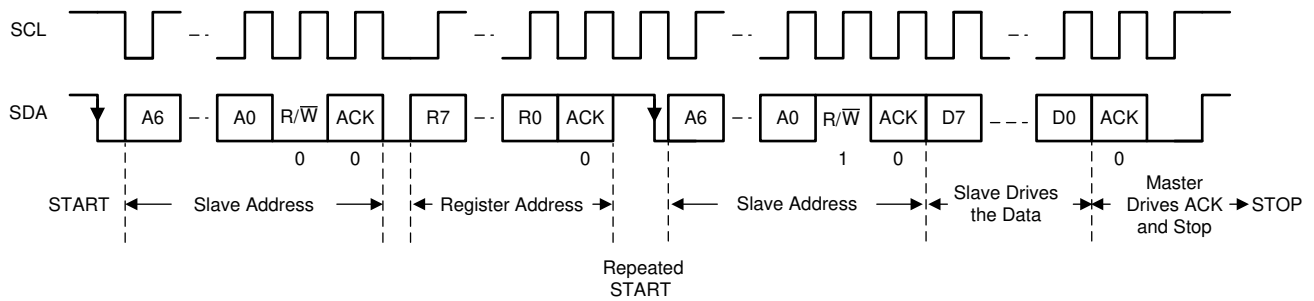 SCL
SDA
A6 A0 R/W̅ ACK R7 R0 ACK A6 A0 R/W̅ ACK D7 D0 ACK
0 0 0 1 0 0
START Slave Address Register Address Slave Address Slave Drives the Data Master Drives ACK and Stop STOP
Repeated
START